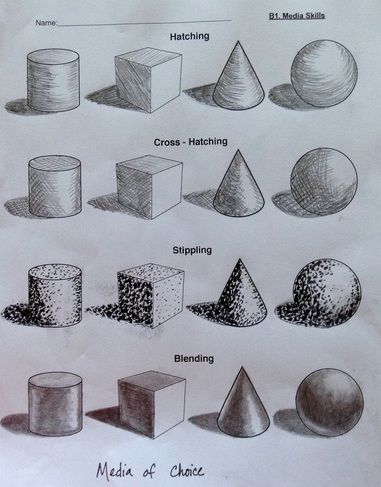 B1. Media Skills
Name:
Hatching
Cross - Hatching
Stippling
Blending
Media of Choice